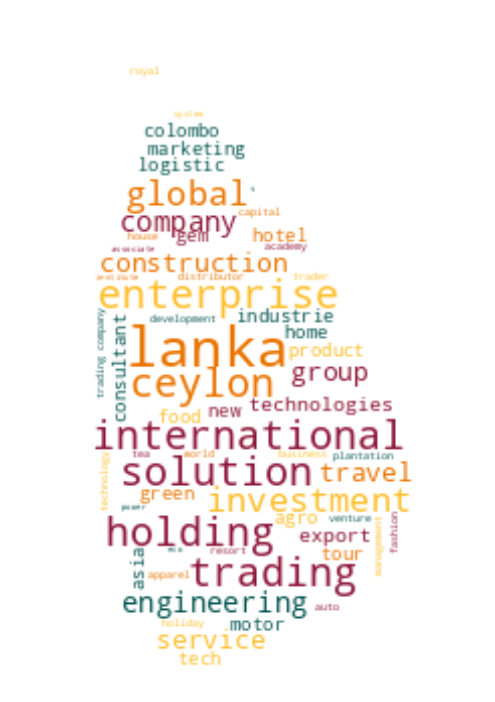 royal
system
colombo
marketing
logistic
global
capital
company
house gem hotel
associate academy
construction
institute distributor trader
enterprise
trading company
consultant
development industrie
home
lanka
product
ceylon group
food new technologies
international
tea world business plantation
technology
solution travel
green investment
power agro venture
holding export
fashion
management
asia
eco resort tour
apparel trading
engineering auto
holiday motor
service
tech